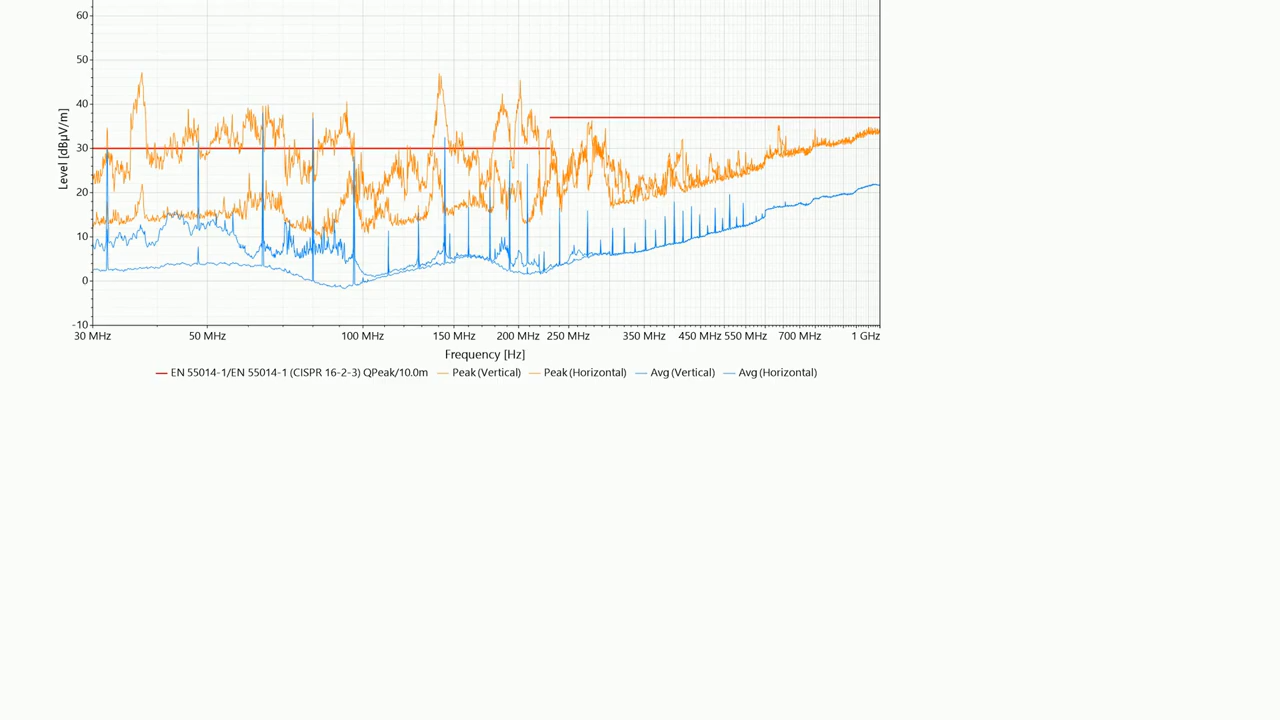 60
50
40
30
20
10
0
-10
Level [dBµV/m]
30 MHz 50 MHz 100 MHz 150 MHz 200 MHz 250 MHz 350 MHz 450 MHz 550 MHz 700 MHz 1 GHz
Frequency [Hz]
EN 55014-1/EN 55014-1 (CISPR 16-2-3) QPeak/10.0m Peak (Vertical) Peak (Horizontal) Avg (Vertical) Avg (Horizontal)